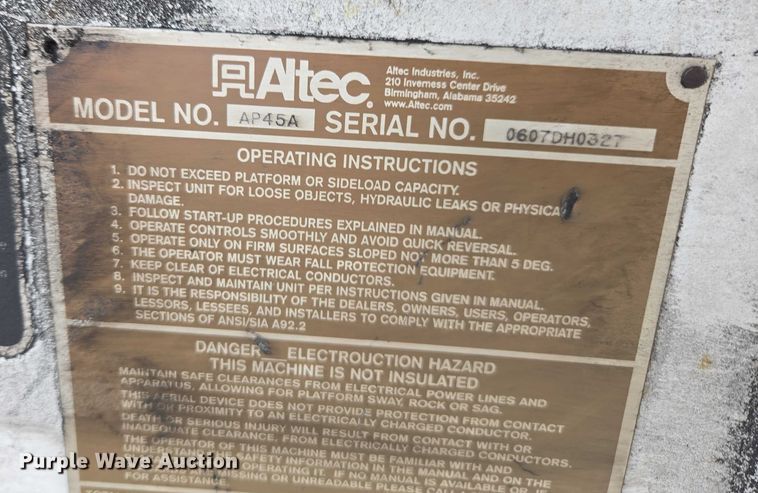 Altec.
Altec Industries, Inc.
210 Inverness Center Drive
Birmingham, Alabama 35242
www.Altec.com
MODEL NO. AP45A SERIAL NO. 0607DH0327
OPERATING INSTRUCTIONS
1. DO NOT EXCEED PLATFORM OR SIDELOAD CAPACITY.
2. INSPECT UNIT FOR LOOSE OBJECTS, HYDRAULIC LEAKS OR PHYSICAL
DAMAGE.
3. FOLLOW START-UP PROCEDURES EXPLAINED IN MANUAL.
4. OPERATE CONTROLS SMOOTHLY AND AVOID QUICK REVERSAL.
5. OPERATE ONLY ON FIRM SURFACES SLOPED NOT MORE THAN 5 DEG.
6. THE OPERATOR MUST WEAR FALL PROTECTION EQUIPMENT.
7. KEEP CLEAR OF ELECTRICAL CONDUCTORS.
8. INSPECT AND MAINTAIN UNIT PER INSTRUCTIONS GIVEN IN MANUAL.
9. IT IS THE RESPONSIBILITY OF THE DEALERS, OWNERS, USERS, OPERATORS,
LESSORS, LESSEES, AND INSTALLERS TO COMPLY WITH THE APPROPRIATE
SECTIONS OF ANSI/SIA A92.2
DANGER ELECTROUCTION HAZARD
THIS MACHINE IS NOT INSULATED
MAINTAIN SAFE CLEARANCES FROM ELECTRICAL POWER LINES AND
APPARATUS, ALLOWING FOR PLATFORM SWAY, ROCK OR SAG.
THIS AERIAL DEVICE DOES NOT PROVIDE PROTECTION FROM CONTACT
WITH OR PROXIMITY TO AN ELECTRICALLY CHARGED CONDUCTOR.
DEATH OR SERIOUS INJURY WILL RESULT FROM CONTACT WITH OR
INADEQUATE CLEARANCE, FROM ELECTRICALLY CHARGED CONDUCTORS.
THE OPERATOR OF THIS MACHINE MUST BE FAMILIAR WITH AND
UNDERSTAND THE SAFETY INFORMATION IN THE MANUAL AND ON THE
BEFORE OPERATING IT. IF NO MANUAL IS AVAILABLE OR IF
MISSING OR UNREADABLE PLEASE CALL
FOR ASSISTANCE.
Purple Wave Auction